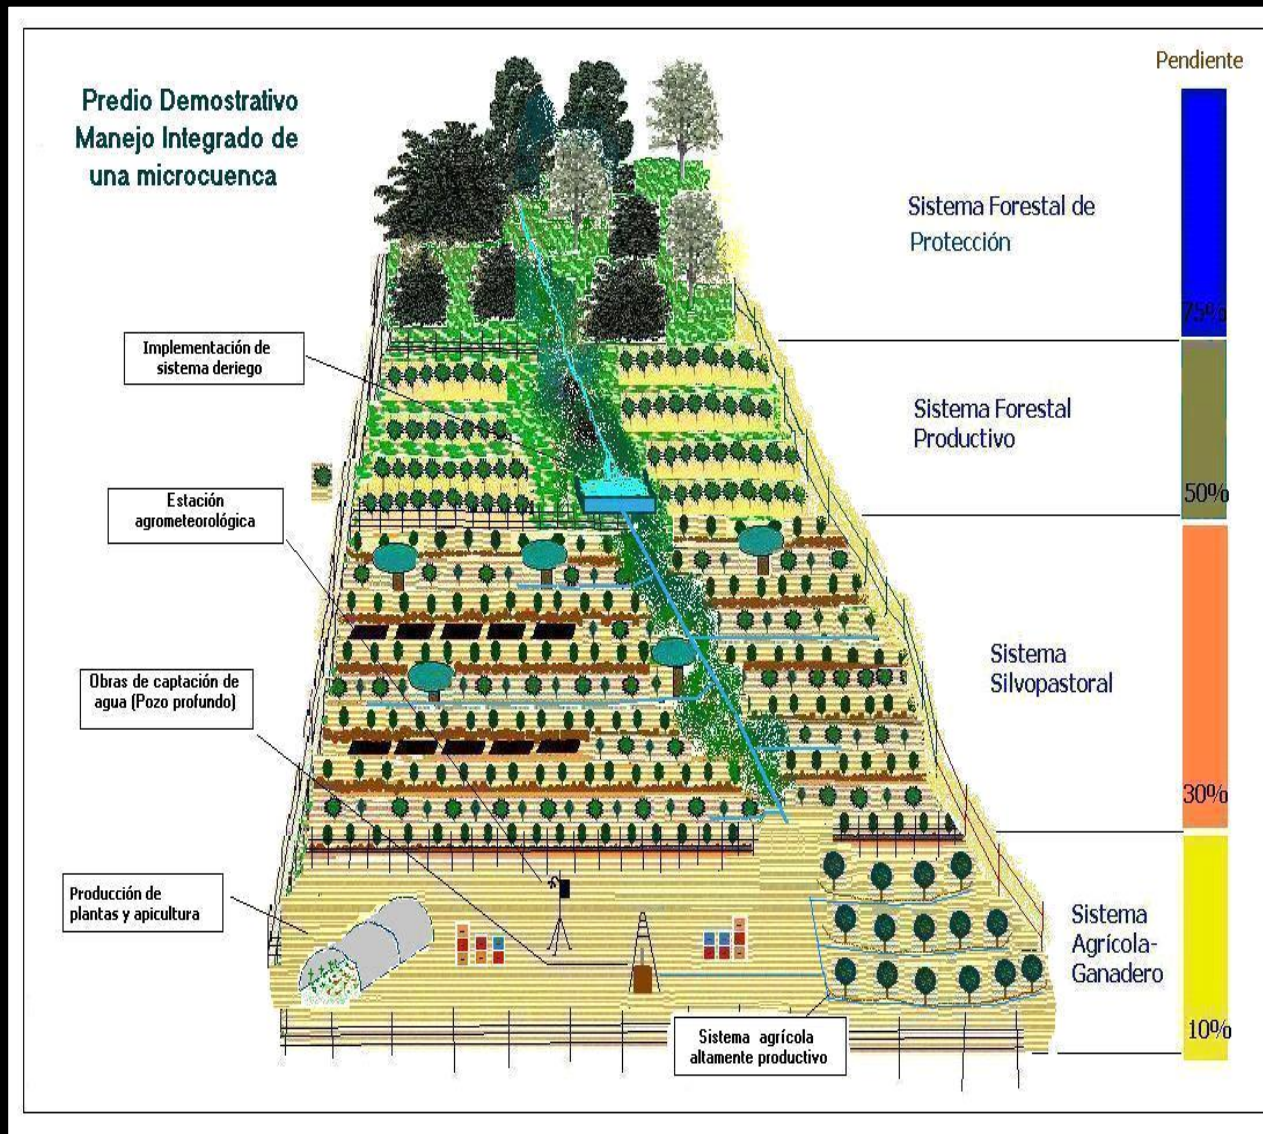 Pendiente
Predio Demostrativo
Manejo Integrado de
una microcuenca
Sistema Forestal de
Protección
75%
Implementación de
sistema deriego
Sistema Forestal
Productivo
50%
Estación
agrometeorológica
Sistema
Silvopastoral
Obras de captación de
agua (Pozo profundo)
30%
Producción de
plantas y apicultura
Sistema
Agrícola-
Ganadero
10%
Sistema agrícola
altamente productivo